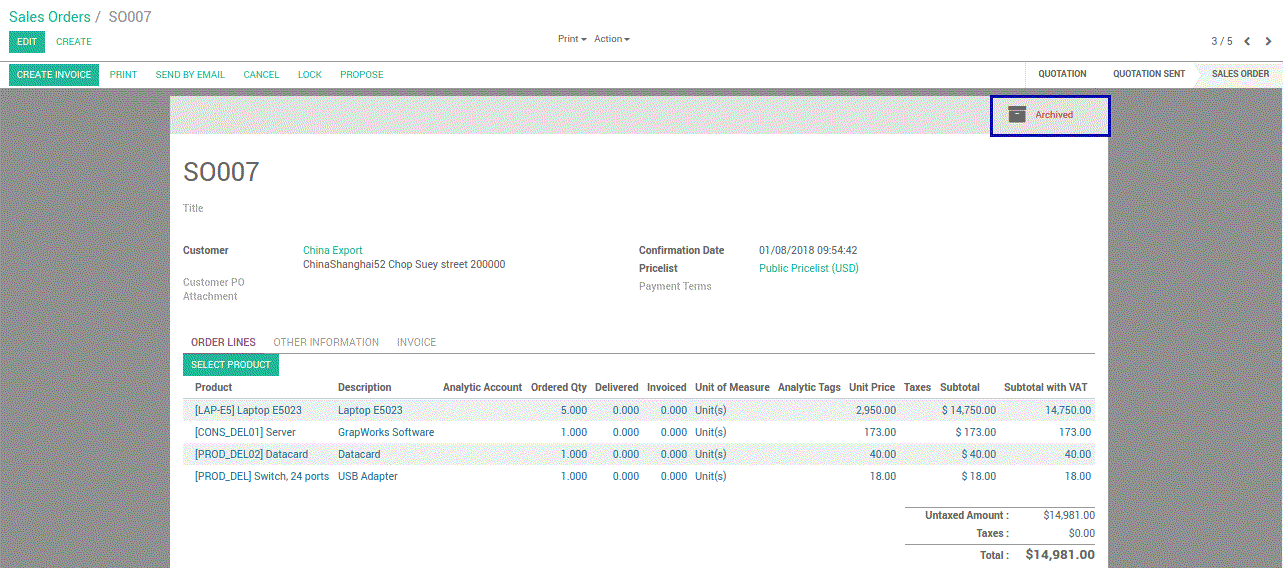 Sales Orders / SO007
EDIT CREATE Print Action 3 / 5
CREATE INVOICE PRINT SEND BY EMAIL CANCEL LOCK PROPOSE QUOTATION QUOTATION SENT SALES ORDER
Archived
SO007
Title
Customer China Export Confirmation Date 01/08/2018 09:54:42
ChinaShanghai52 Chop Suey street 200000 Pricelist Public Pricelist (USD)
Customer PO Payment Terms
Attachment
ORDER LINES OTHER INFORMATION INVOICE
SELECT PRODUCT
Product Description Analytic Account Ordered Qty Delivered Invoiced Unit of Measure Analytic Tags Unit Price Taxes Subtotal Subtotal with VAT
[LAP-E5] Laptop E5023 Laptop E5023 5.000 0.000 0.000 Unit(s) 2,950.00 $ 14,750.00 14,750.00
[CONS_DEL01] Server GrapWorks Software 1.000 0.000 0.000 Unit(s) 173.00 $ 173.00 173.00
[PROD_DEL02] Datacard Datacard 1.000 0.000 0.000 Unit(s) 40.00 $ 40.00 40.00
[PROD_DEL] Switch, 24 ports USB Adapter 1.000 0.000 0.000 Unit(s) 18.00 $ 18.00 18.00
Untaxed Amount : $14,981.00
Taxes : $0.00
Total : $14,981.00